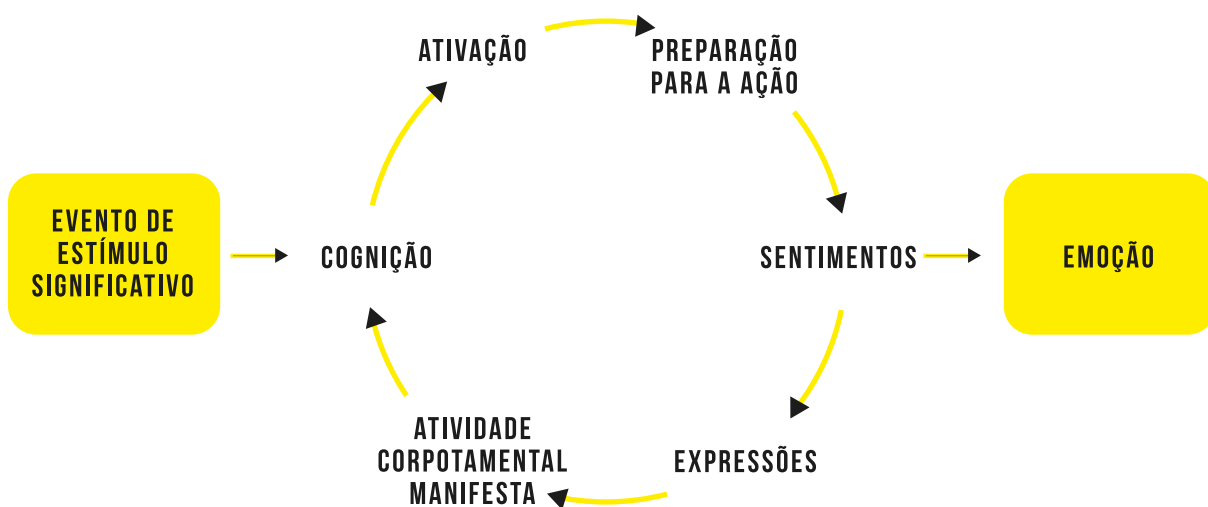 ATIVAÇÃO
PREPARAÇÃO
PARA A AÇÃO
EVENTO DE
ESTÍMULO
SIGNIFICATIVO
COGNIÇÃO
SENTIMENTOS
EMOÇÃO
ATIVIDADE
CORPOTAMENTAL
MANIFESTA
EXPRESSÕES